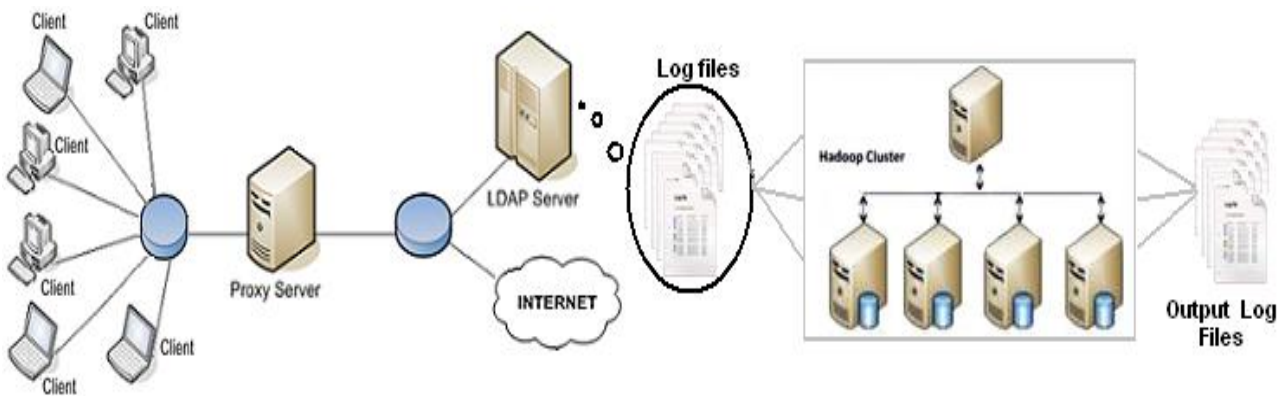 Client
Client
Client
Client
Client
Client
Proxy Server
LDAP Server
INTERNET
Log files
Hadoop Cluster
Output Log
Files